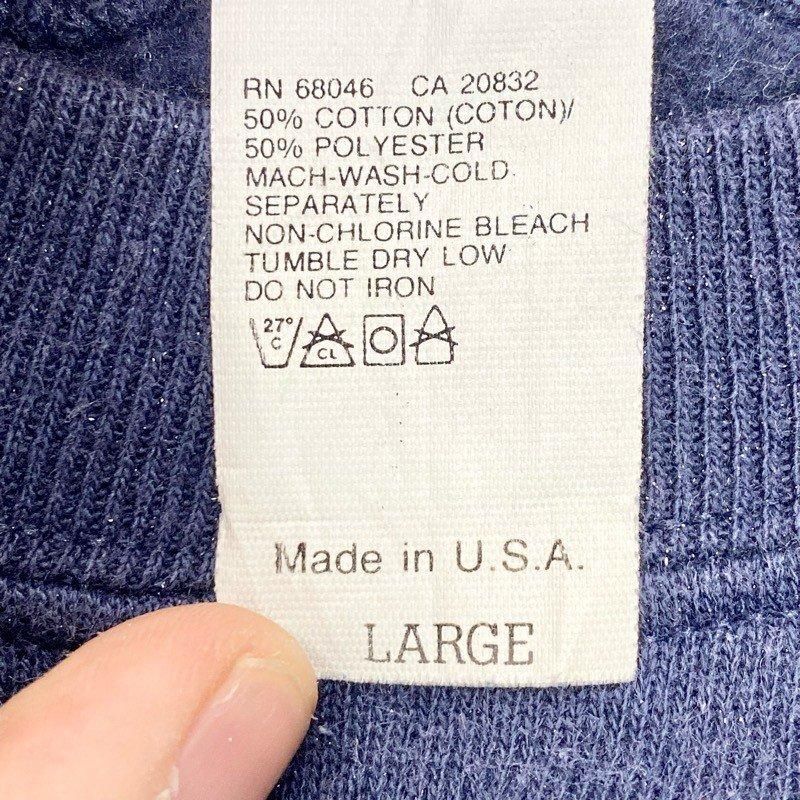 RN 68046 CA 20832
50% COTTON (COTON)/
50% POLYESTER
MACH-WASH-COLD
SEPARATELY
NON-CHLORINE BLEACH
TUMBLE DRY LOW
DO NOT IRON
27° C CL
Made in U.S.A.
LARGE